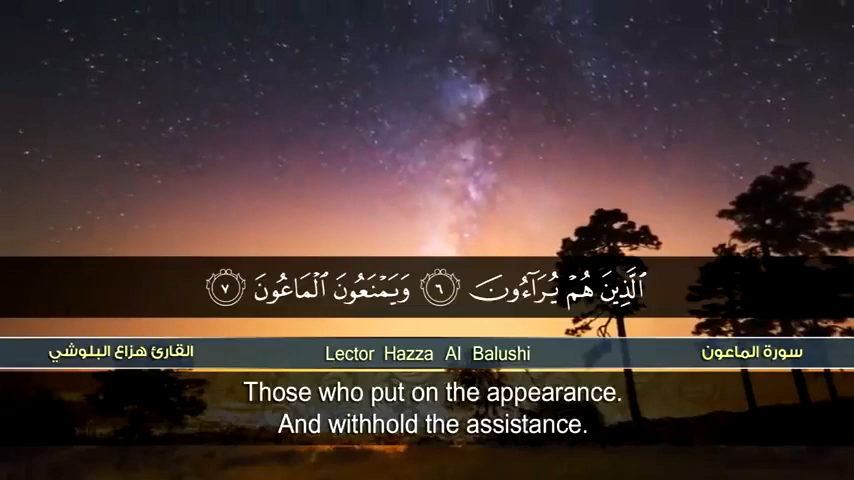 ٱلَّذِينَ هُمۡ يُرَآءُونَ ٦ وَيَمۡنَعُونَ ٱلۡمَاعُونَ ٧
سورة الماعون Lector Hazza Al Balushi القارئ هزاع البلوشي
Those who put on the appearance.
And withhold the assistance.